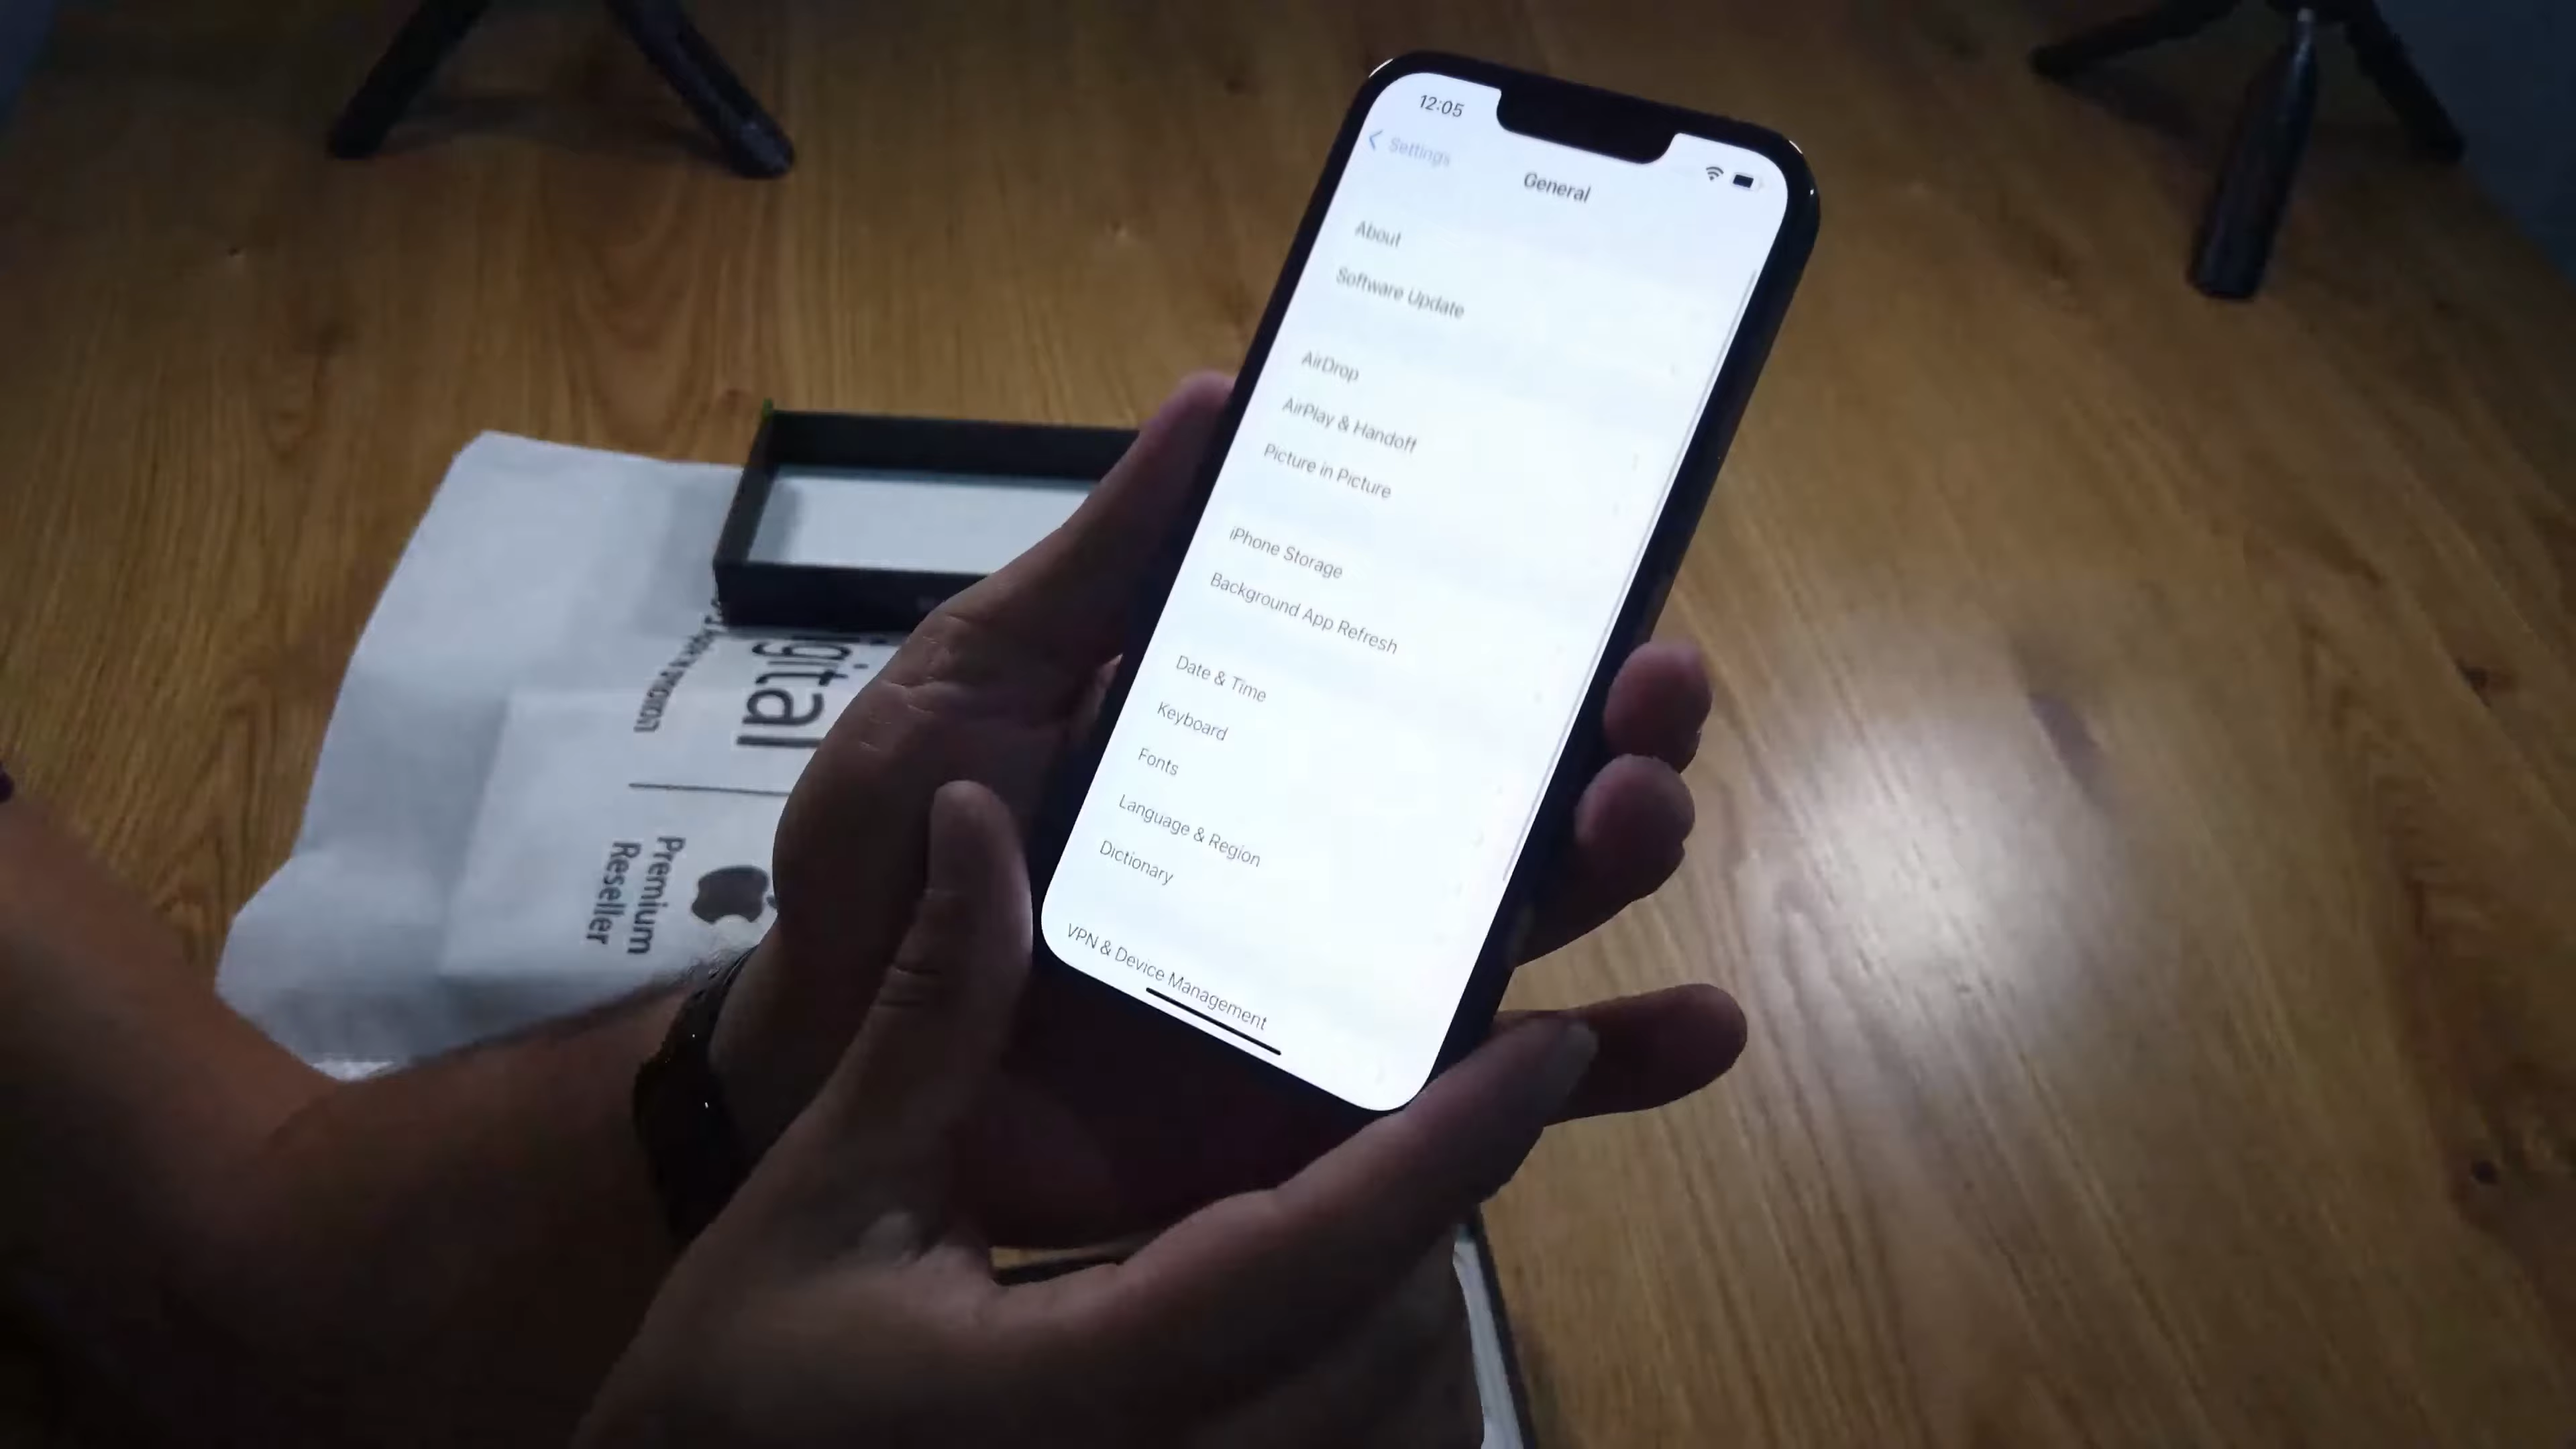 12:05
Settings
General
About
Software Update
AirDrop
AirPlay & Handoff
Picture in Picture
iPhone Storage
Background App Refresh
Date & Time
Keyboard
Fonts
Language & Region
Dictionary
VPN & Device Management
igital
Premium
Reseller